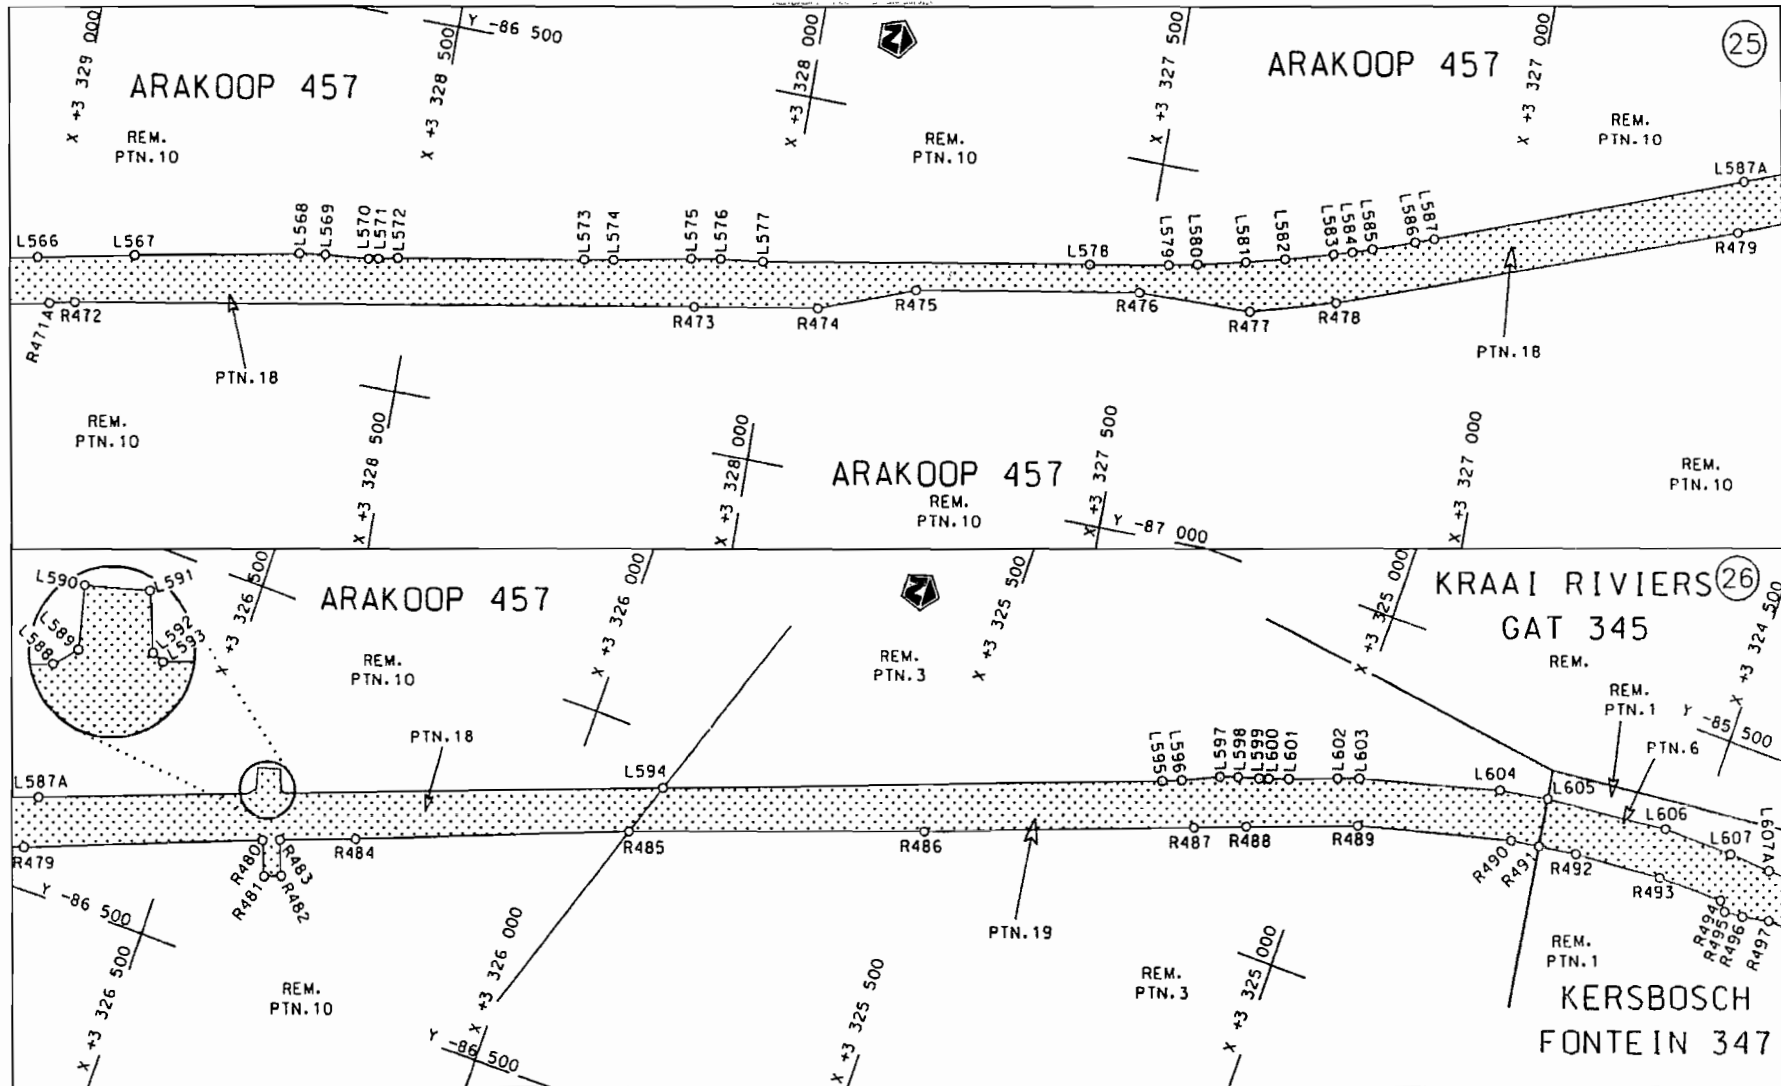 X +3 329 000
X +3 328 500
Y -86 500
X +3 328 000
X +3 327 500
X +3 327 000
25
ARAKOOP 457
ARAKOOP 457
REM.
PTN.10
REM.
PTN.10
REM.
PTN.10
L566
L567
L568
L569
L570
L571
L572
L573
L574
L575
L576
L577
L578
L579
L580
L581
L582
L583
L584
L585
L586
L587
L587A
R471A
R472
R473
R474
R475
R476
R477
R478
R479
PTN.18
PTN.18
REM.
PTN.10
X +3 328 500
X +3 328 000
ARAKOOP 457
REM.
PTN.10
X +3 327 500
Y -87 000
X +3 327 000
REM.
PTN.10
L590
L591
L589
L588
L592
L593
X +3 326 500
ARAKOOP 457
REM.
PTN.10
X +3 326 000
REM.
PTN.3
X +3 325 500
X +3 325 000
KRAAI RIVIERS
GAT 345
REM.
26
X +3 324 500
REM.
PTN.1
Y -85 500
PTN.6
PTN.18
L587A
L594
L595
L596
L597
L598
L599
L600
L601
L602
L603
L604
L605
L606
L607
L607A
R479
R480
R481
R482
R483
R484
R485
R486
R487
R488
R489
R490
R491
R492
R493
R494
R495
R496
R497
Y -86 500
X +3 326 500
REM.
PTN.10
X +3 326 000
Y -86 500
X +3 325 500
PTN.19
REM.
PTN.3
X +3 325 000
REM.
PTN.1
KERSBOSCH
FONTEIN 347